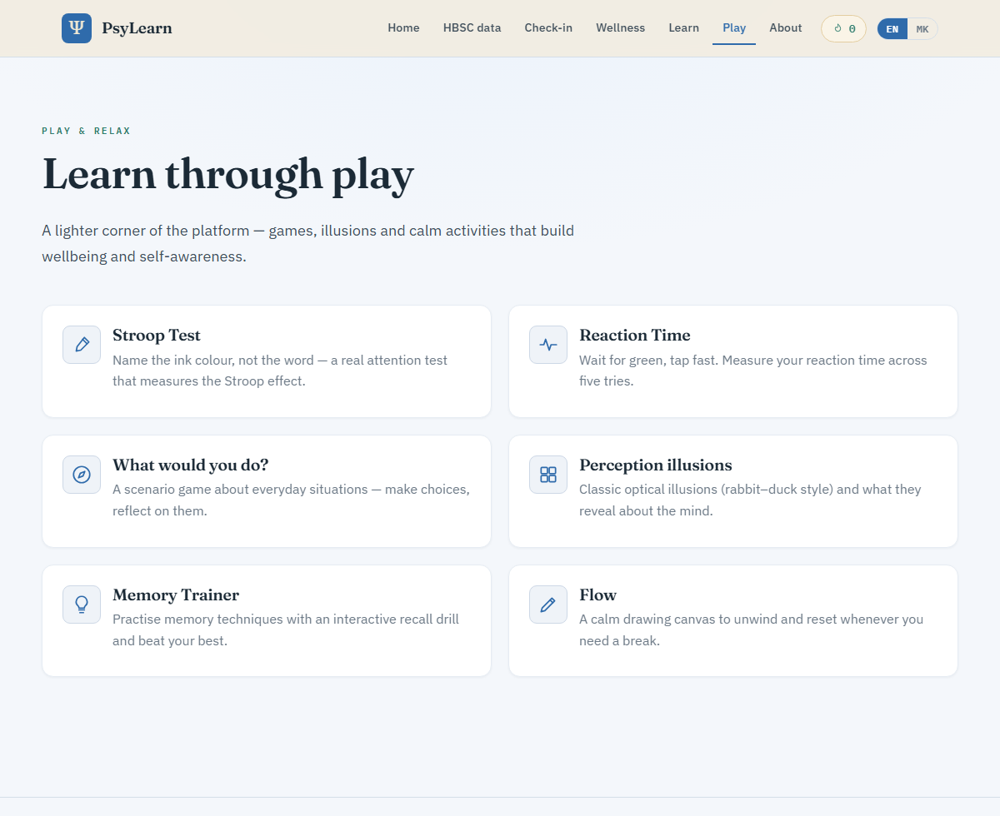 Ψ PsyLearn Home HBSC data Check-in Wellness Learn Play About 0 EN MK
PLAY & RELAX
Learn through play
A lighter corner of the platform — games, illusions and calm activities that build
wellbeing and self-awareness.
Stroop Test
Name the ink colour, not the word — a real attention test
that measures the Stroop effect.
Reaction Time
Wait for green, tap fast. Measure your reaction time across
five tries.
What would you do?
A scenario game about everyday situations — make choices,
reflect on them.
Perception illusions
Classic optical illusions (rabbit–duck style) and what they
reveal about the mind.
Memory Trainer
Practise memory techniques with an interactive recall drill
and beat your best.
Flow
A calm drawing canvas to unwind and reset whenever you
need a break.